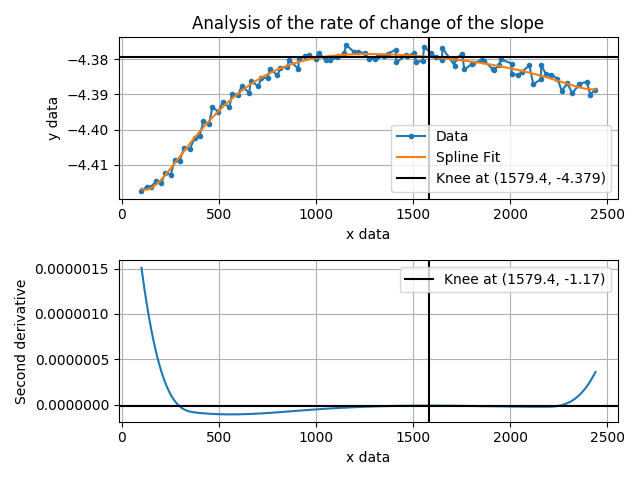 Analysis of the rate of change of the slope
−4.38
−4.39
−4.40
−4.41
y data
Data
Spline Fit
Knee at (1579.4, -4.379)
0 500 1000 1500 2000 2500
x data
0.0000015
0.0000010
0.0000005
0.0000000
Second derivative
Knee at (1579.4, -1.17)
0 500 1000 1500 2000 2500
x data